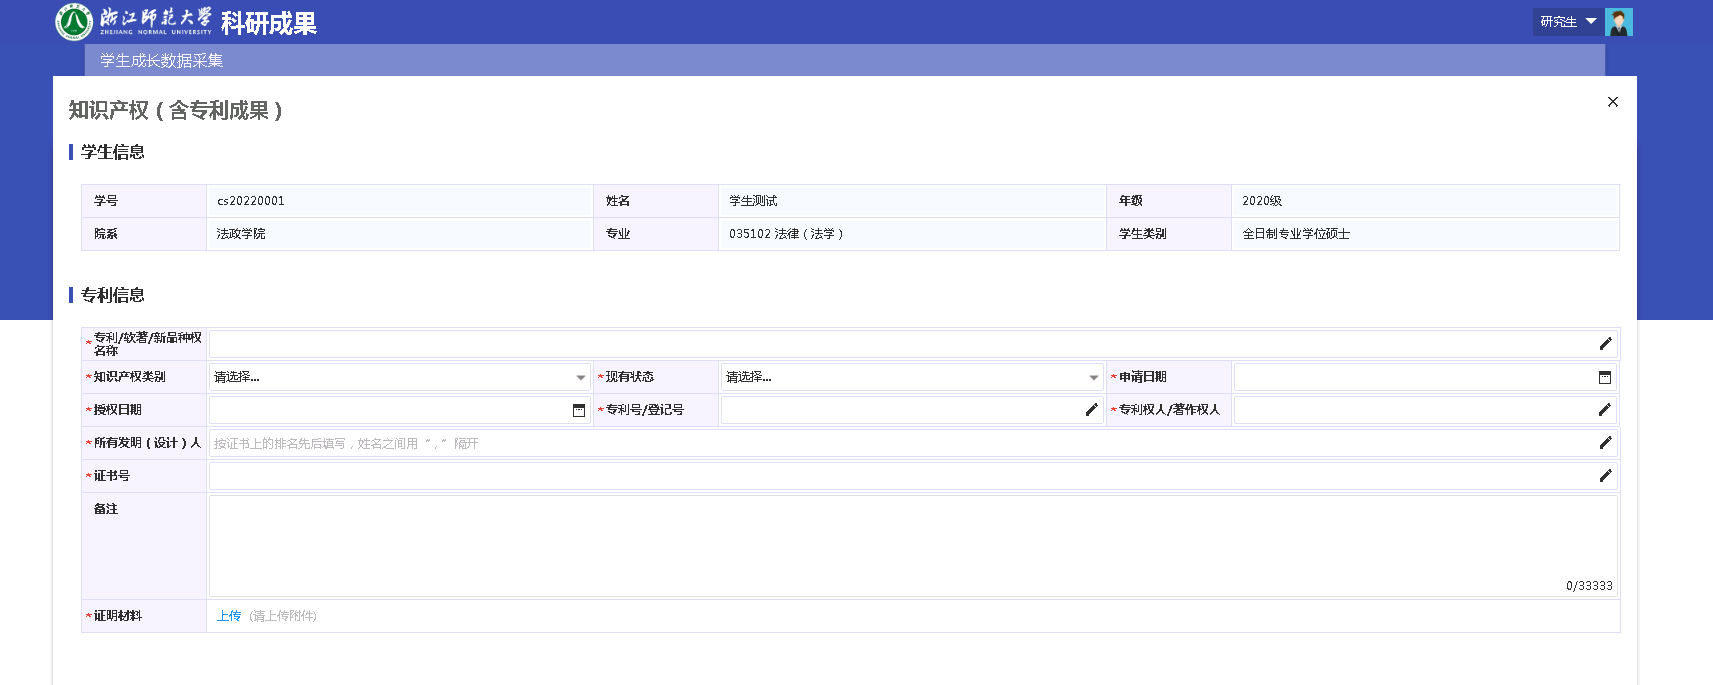 浙江师范大学 科研成果
ZHEJIANG NORMAL UNIVERSITY
研究生
学生成长数据采集
知识产权（含专利成果）
学生信息
学号 cs20220001 姓名 学生测试 年级 2020级
院系 法政学院 专业 035102 法律（法学） 学生类别 全日制专业学位硕士
专利信息
*专利/软著/新品种权
名称
*知识产权类别 请选择... *现有状态 请选择... *申请日期
*授权日期 *专利号/登记号 *专利权人/著作权人
*所有发明（设计）人 按证书上的排名先后填写，姓名之间用“，”隔开
*证书号
备注
0/33333
*证明材料 上传 (请上传附件)